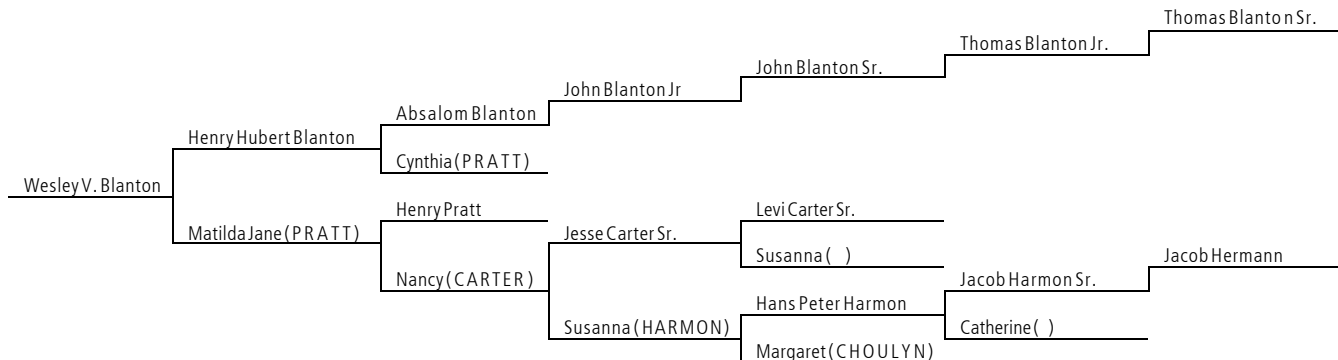 Thomas Blanton Sr.
Thomas Blanton Jr.
John Blanton Sr.
John Blanton Jr
Absalom Blanton
Henry Hubert Blanton
Cynthia (PRATT)
Wesley V. Blanton
Henry Pratt
Levi Carter Sr.
Matilda Jane (PRATT)
Jesse Carter Sr.
Susanna ( )
Jacob Hermann
Nancy (CARTER)
Jacob Harmon Sr.
Hans Peter Harmon
Susanna (HARMON)
Catherine ( )
Margaret (CHOULYN)